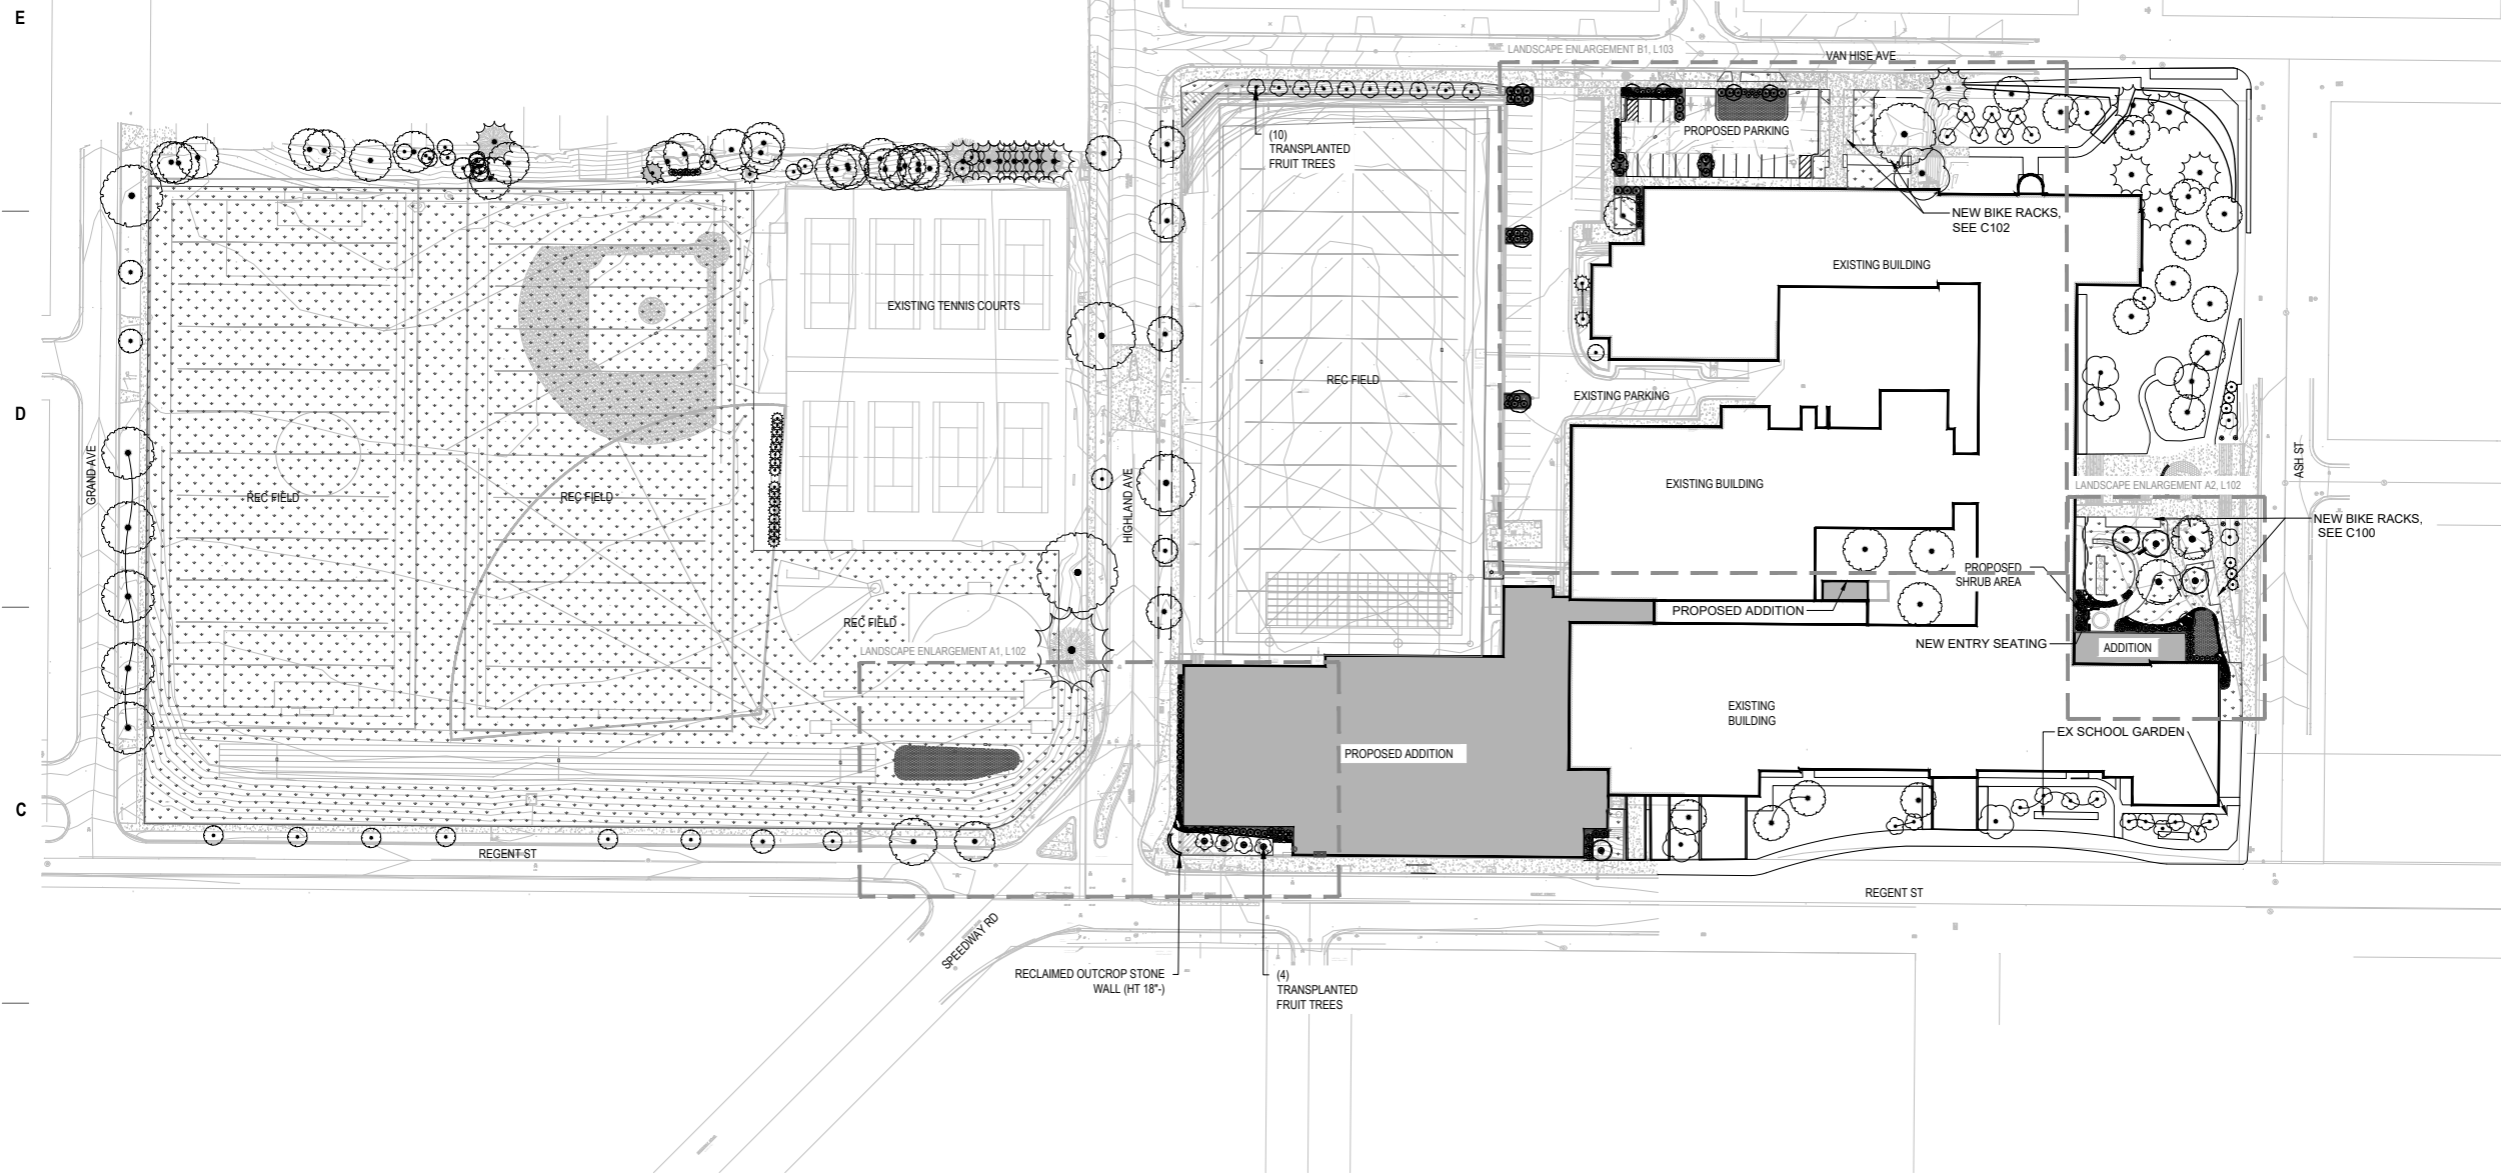 E
LANDSCAPE ENLARGEMENT B1, L103
VAN HISE AVE
(10)
TRANSPLANTED
FRUIT TREES
PROPOSED PARKING
NEW BIKE RACKS,
SEE C102
EXISTING BUILDING
EXISTING TENNIS COURTS
REC FIELD
EXISTING PARKING
D
GRAND AVE
REC FIELD
REC FIELD
HIGHLAND AVE
EXISTING BUILDING
ASH ST
LANDSCAPE ENLARGEMENT A2, L102
NEW BIKE RACKS,
SEE C100
PROPOSED
SHRUB AREA
PROPOSED ADDITION
REC FIELD
NEW ENTRY SEATING
ADDITION
LANDSCAPE ENLARGEMENT A1, L102
EXISTING
BUILDING
EX SCHOOL GARDEN
PROPOSED ADDITION
C
REGENT ST
REGENT ST
SPEEDWAY RD
RECLAIMED OUTCROP STONE
WALL (HT 18"-)
(4)
TRANSPLANTED
FRUIT TREES